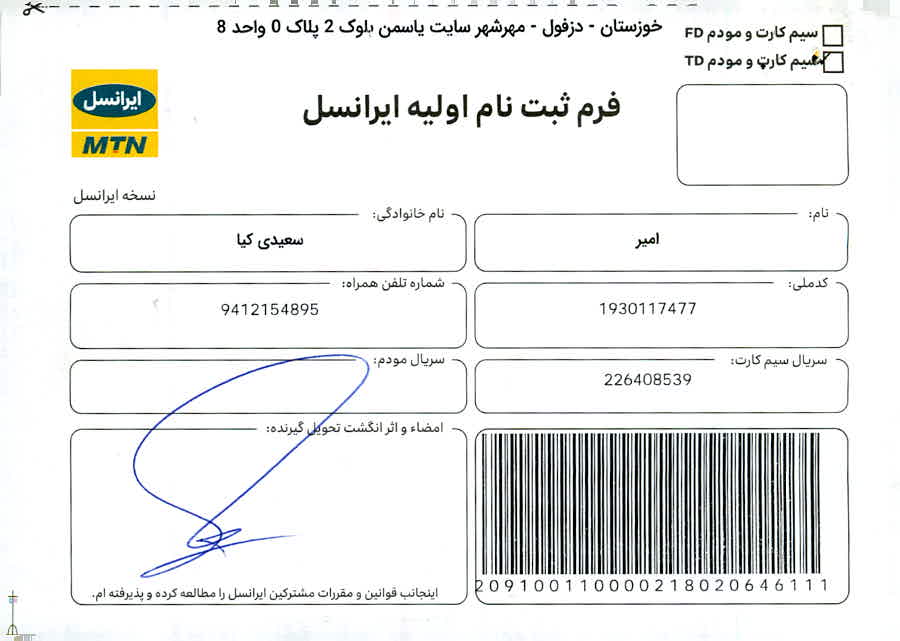 خوزستان - دزفول - مهرشهر سایت یاسمن بلوک 2 پلاک 0 واحد 8
سیم کارت و مودم FD
سیم کارت و مودم TD
ایرانسل
MTN
فرم ثبت نام اولیه ایرانسل
نسخه ایرانسل
نام:
امیر
نام خانوادگی:
سعیدی کیا
کدملی:
1930117477
شماره تلفن همراه:
9412154895
سریال سیم کارت:
226408539
سریال مودم:
امضاء و اثر انگشت تحویل گیرنده:
اینجانب قوانین و مقررات مشترکین ایرانسل را مطالعه کرده و پذیرفته ام.
209100110000218020646111